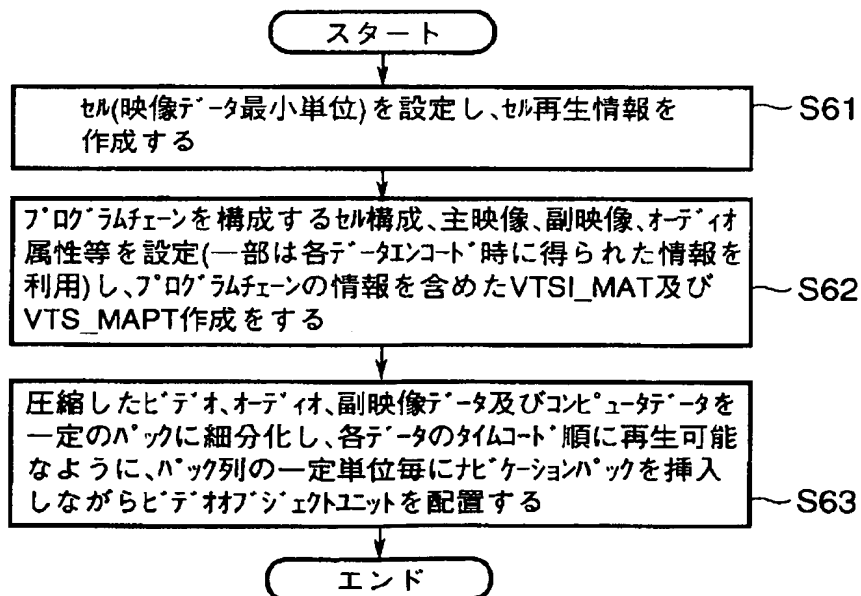 スタート
ｾﾙ(映像ﾃﾞｰﾀ最小単位)を設定し、ｾﾙ再生情報を
作成する
S61
ﾌﾟﾛｸﾞﾗﾑﾁｪｰﾝを構成するｾﾙ構成、主映像、副映像、ｵｰﾃﾞｨｵ
属性等を設定(一部は各ﾃﾞｰﾀｴﾝｺｰﾄﾞ時に得られた情報を
利用)し、ﾌﾟﾛｸﾞﾗﾑﾁｪｰﾝの情報を含めたVTSI_MAT及び
VTS_MAPT作成をする
S62
圧縮したﾋﾞﾃﾞｵ、ｵｰﾃﾞｨｵ、副映像ﾃﾞｰﾀ及びｺﾝﾋﾟｭｰﾀﾃﾞｰﾀを
一定のﾊﾟｯｸに細分化し、各ﾃﾞｰﾀのﾀｲﾑｺｰﾄﾞ順に再生可能
なように、ﾊﾟｯｸ列の一定単位毎にﾅﾋﾞｹﾞｰｼｮﾝﾊﾟｯｸを挿入
しながらﾋﾞﾃﾞｵｵﾌﾞｼﾞｪｸﾄﾕﾆｯﾄを配置する
S63
エンド